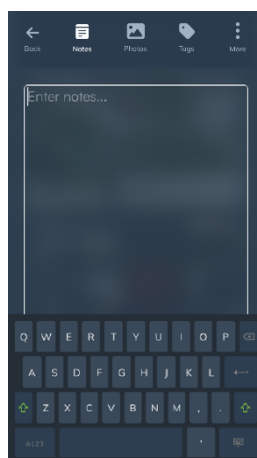 Back Notes Photos Tags More
Enter notes...
Q W E R T Y U I O P
A S D F G H J K L
Z X C V B N M , .
&123 '